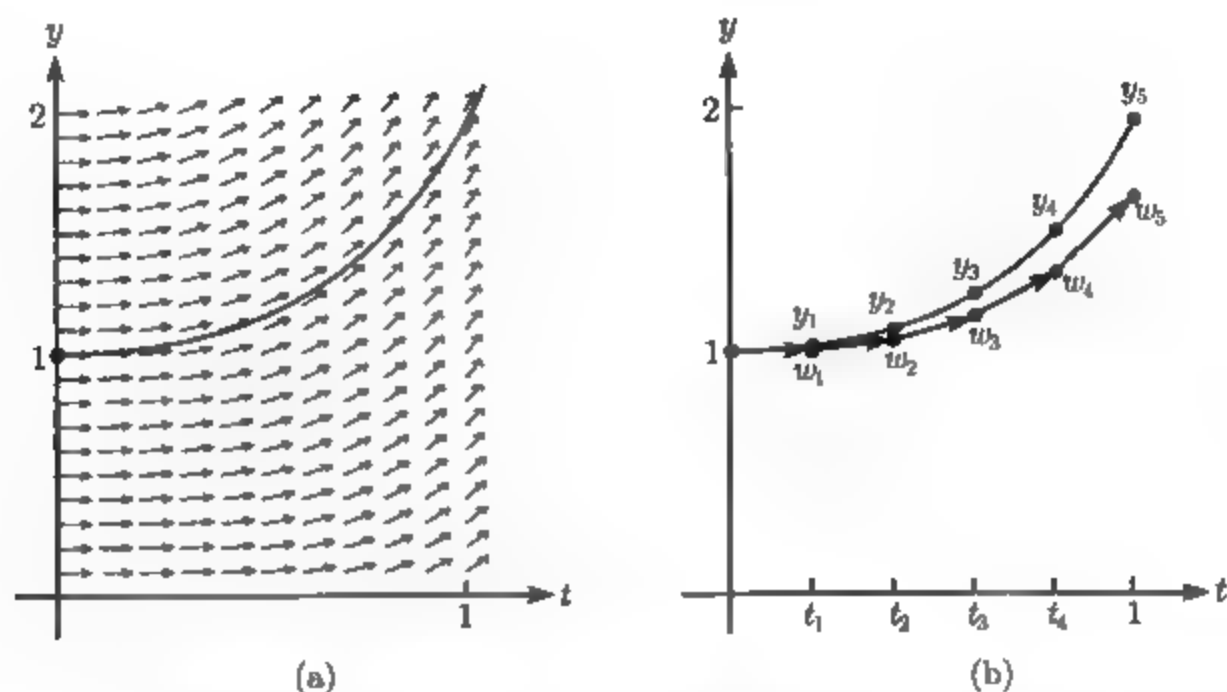 y
2
1
1
t
(a)
y
2
1
y₁
y₂
y₃
y₄
y₅
w₁
w₂
w₃
w₄
w₅
t₁
t₂
t₃
t₄
1
t
(b)